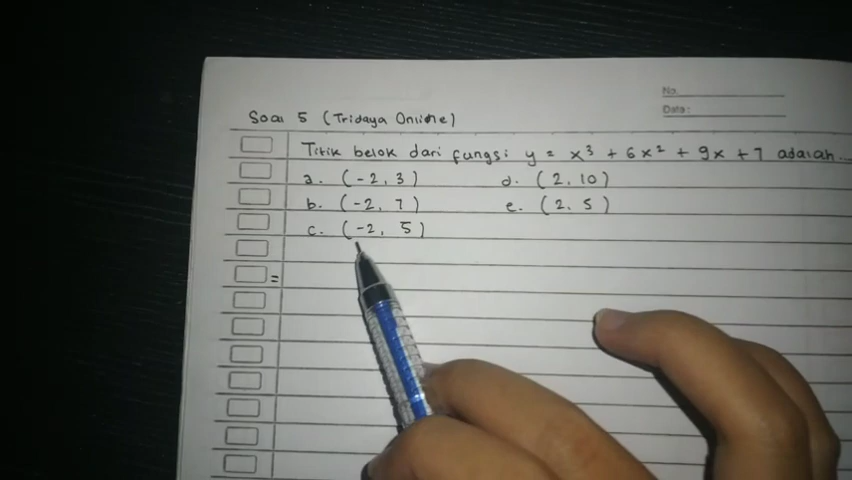 No.
Date:
Soal 5 (Tridaya Online)
Titik belok dari fungsi y = x³ + 6x² + 9x + 7 adalah...
a. (-2, 3) d. (2, 10)
b. (-2, 7) e. (2. 5)
c. (-2, 5)
=